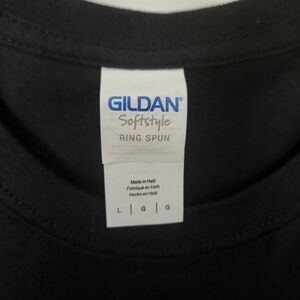 GILDAN®
Softstyle
RING SPUN
Made in Haiti
Fabriqué en Haïti
Hecho en Haití
L | G | G